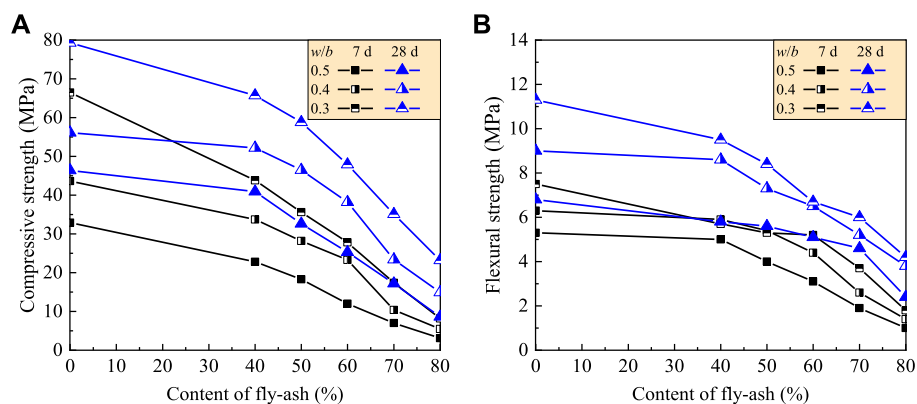 A
B
w/b 7 d 28 d
0.5
0.4
0.3
Compressive strength (MPa)
80
70
60
50
40
30
20
10
0
0 10 20 30 40 50 60 70 80
Content of fly-ash (%)
w/b 7 d 28 d
0.5
0.4
0.3
Flexural strength (MPa)
14
12
10
8
6
4
2
0
0 10 20 30 40 50 60 70 80
Content of fly-ash (%)